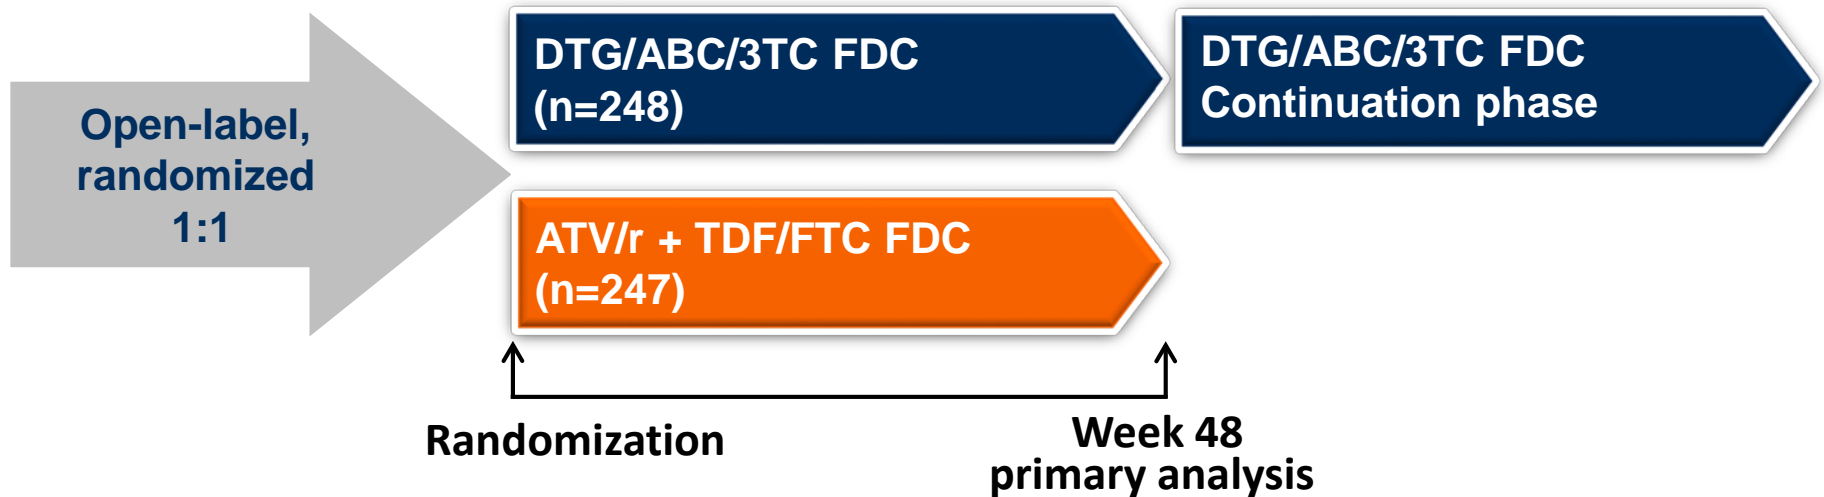 Open-label,
randomized
1:1
DTG/ABC/3TC FDC
(n=248)
DTG/ABC/3TC FDC
Continuation phase
ATV/r + TDF/FTC FDC
(n=247)
Randomization
Week 48
primary analysis